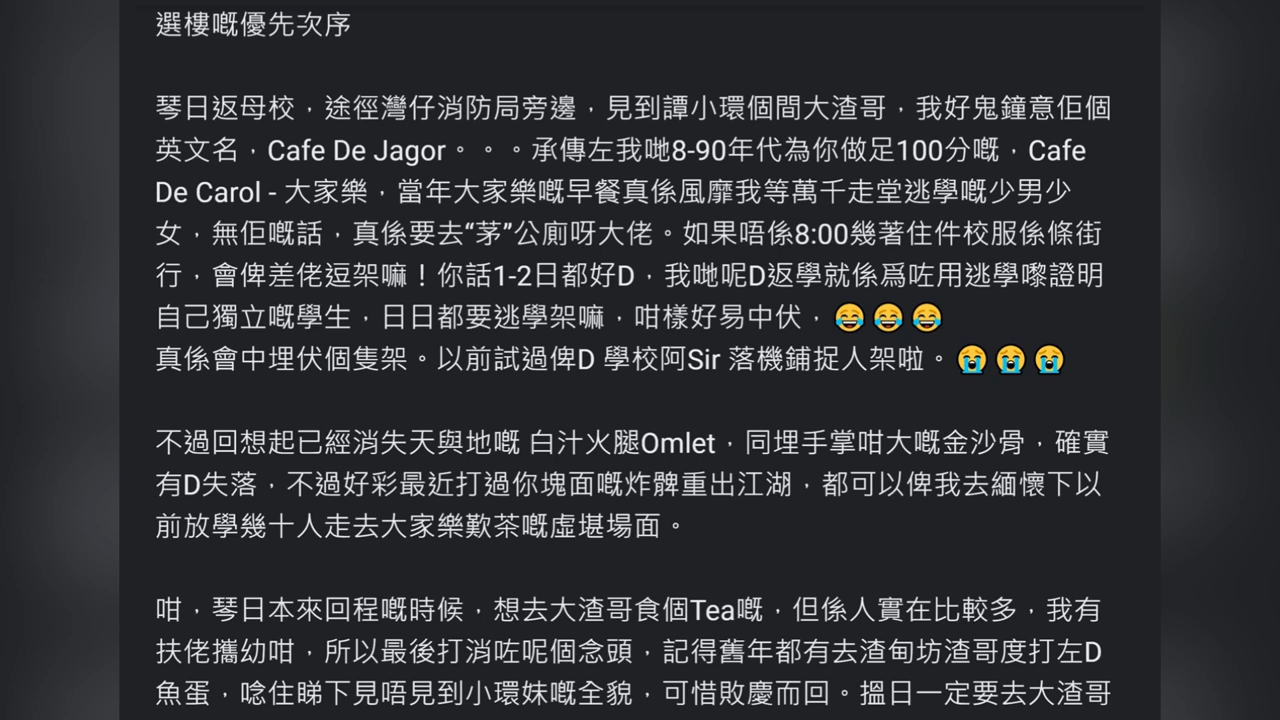 選樓嘅優先次序
琴日返母校，途徑灣仔消防局旁邊，見到譚小環個間大渣哥，我好鬼鐘意佢個
英文名，Cafe De Jagor。。。承傳左我哋8-90年代為你做足100分嘅，Cafe
De Carol - 大家樂，當年大家樂嘅早餐真係風靡我等萬千走堂逃學嘅少男少
女，無佢嘅話，真係要去“茅”公廁呀大佬。如果唔係8:00幾著住件校服係條街
行，會俾差佬逗架嘛！你話1-2日都好D，我哋呢D返學就係爲咗用逃學嚟證明
自己獨立嘅學生，日日都要逃學架嘛，咁樣好易中伏，😂😂😂
真係會中埋伏個隻架。以前試過俾D 學校阿Sir 落機鋪捉人架啦。😭😭😭
不過回想起已經消失天與地嘅 白汁火腿Omlet，同埋手掌咁大嘅金沙骨，確實
有D失落，不過好彩最近打過你塊面嘅炸髀重出江湖，都可以俾我去緬懷下以
前放學幾十人走去大家樂歎茶嘅虛墈場面。
咁，琴日本來回程嘅時候，想去大渣哥食個Tea嘅，但係人實在比較多，我有
扶佬攜幼咁，所以最後打消咗呢個念頭，記得舊年都有去渣甸坊渣哥度打左D
魚蛋，唸住睇下見唔見到小環妹嘅全貌，可惜敗慶而回。搵日一定要去大渣哥